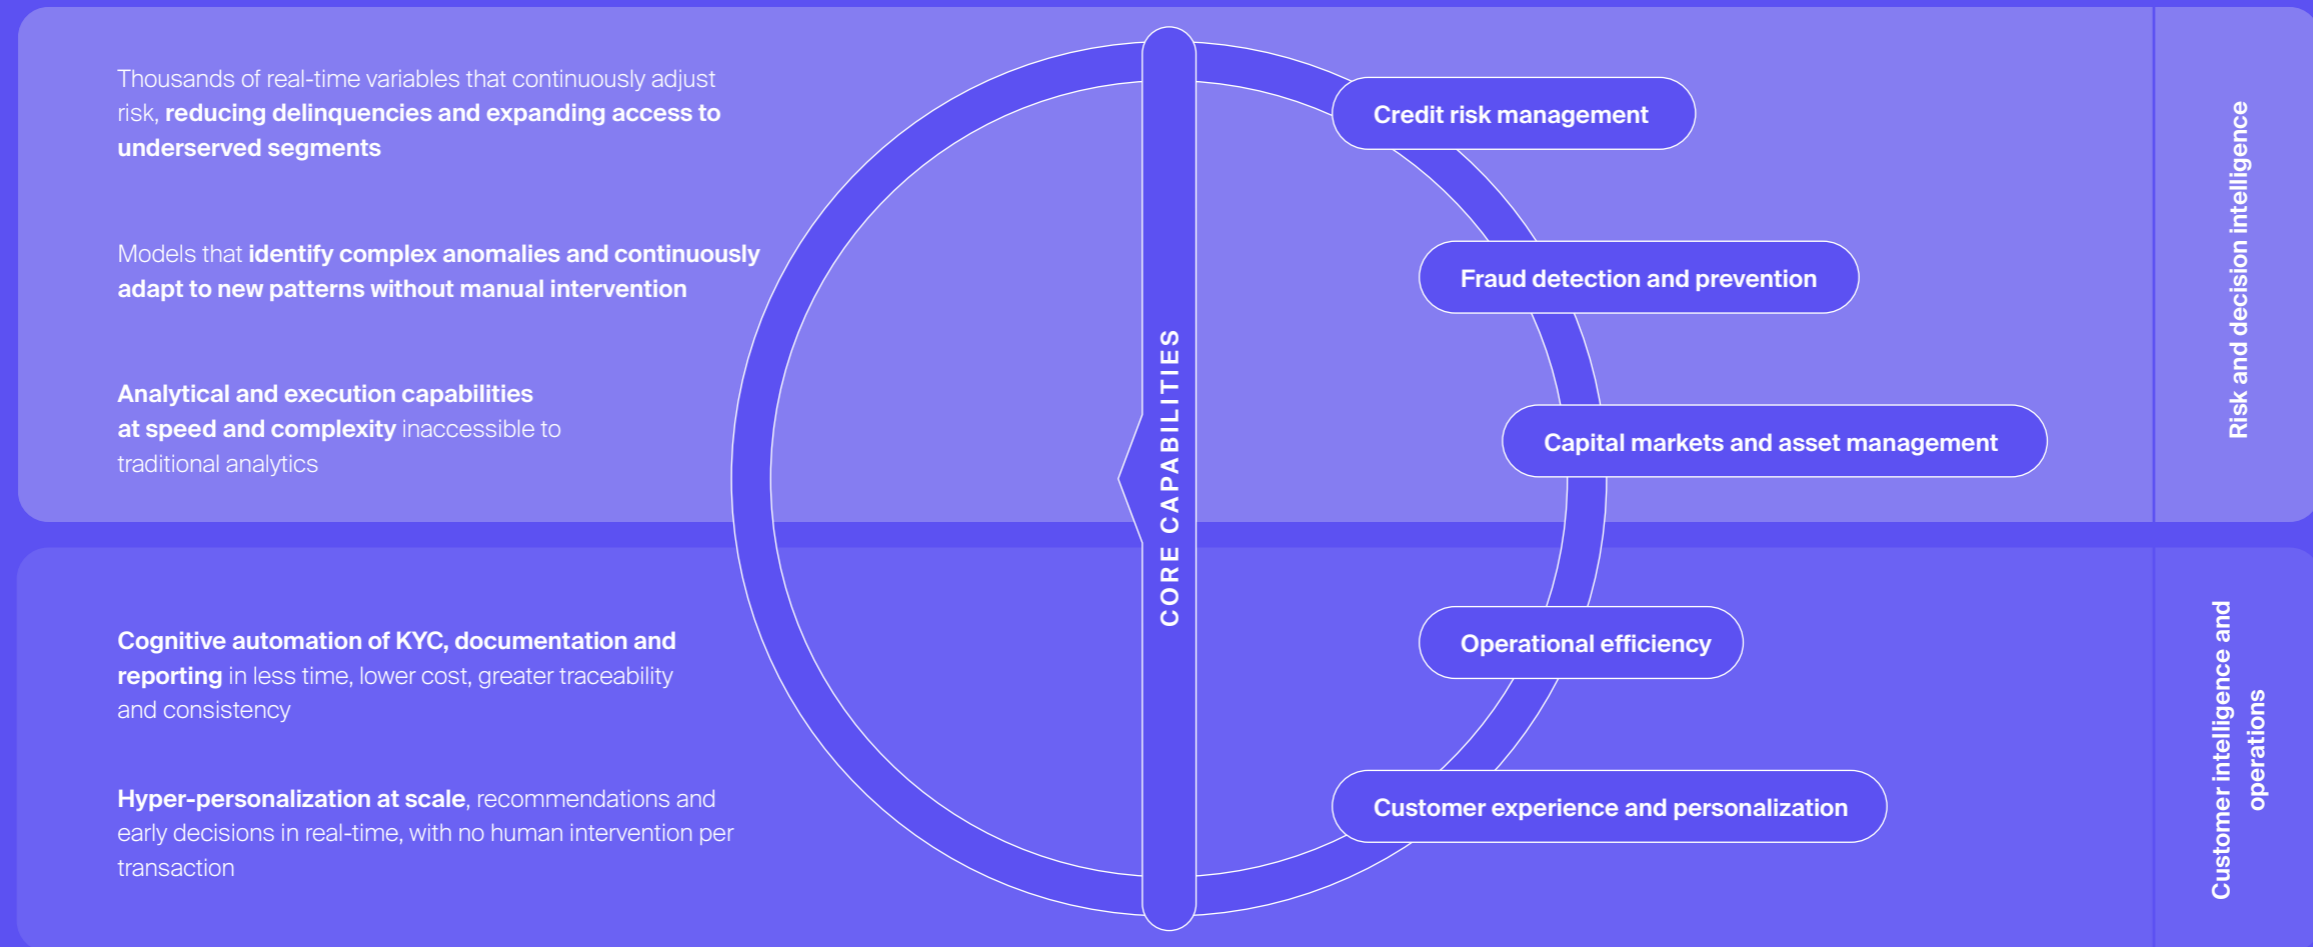 Thousands of real-time variables that continuously adjust
risk, reducing delinquencies and expanding access to
underserved segments
Credit risk management
Models that identify complex anomalies and continuously
adapt to new patterns without manual intervention
Fraud detection and prevention
Analytical and execution capabilities
at speed and complexity inaccessible to
traditional analytics
Capital markets and asset management
Risk and decision intelligence
CORE CAPABILITIES
Cognitive automation of KYC, documentation and
reporting in less time, lower cost, greater traceability
and consistency
Operational efficiency
Hyper-personalization at scale, recommendations and
early decisions in real-time, with no human intervention per
transaction
Customer experience and personalization
Customer intelligence and
operations